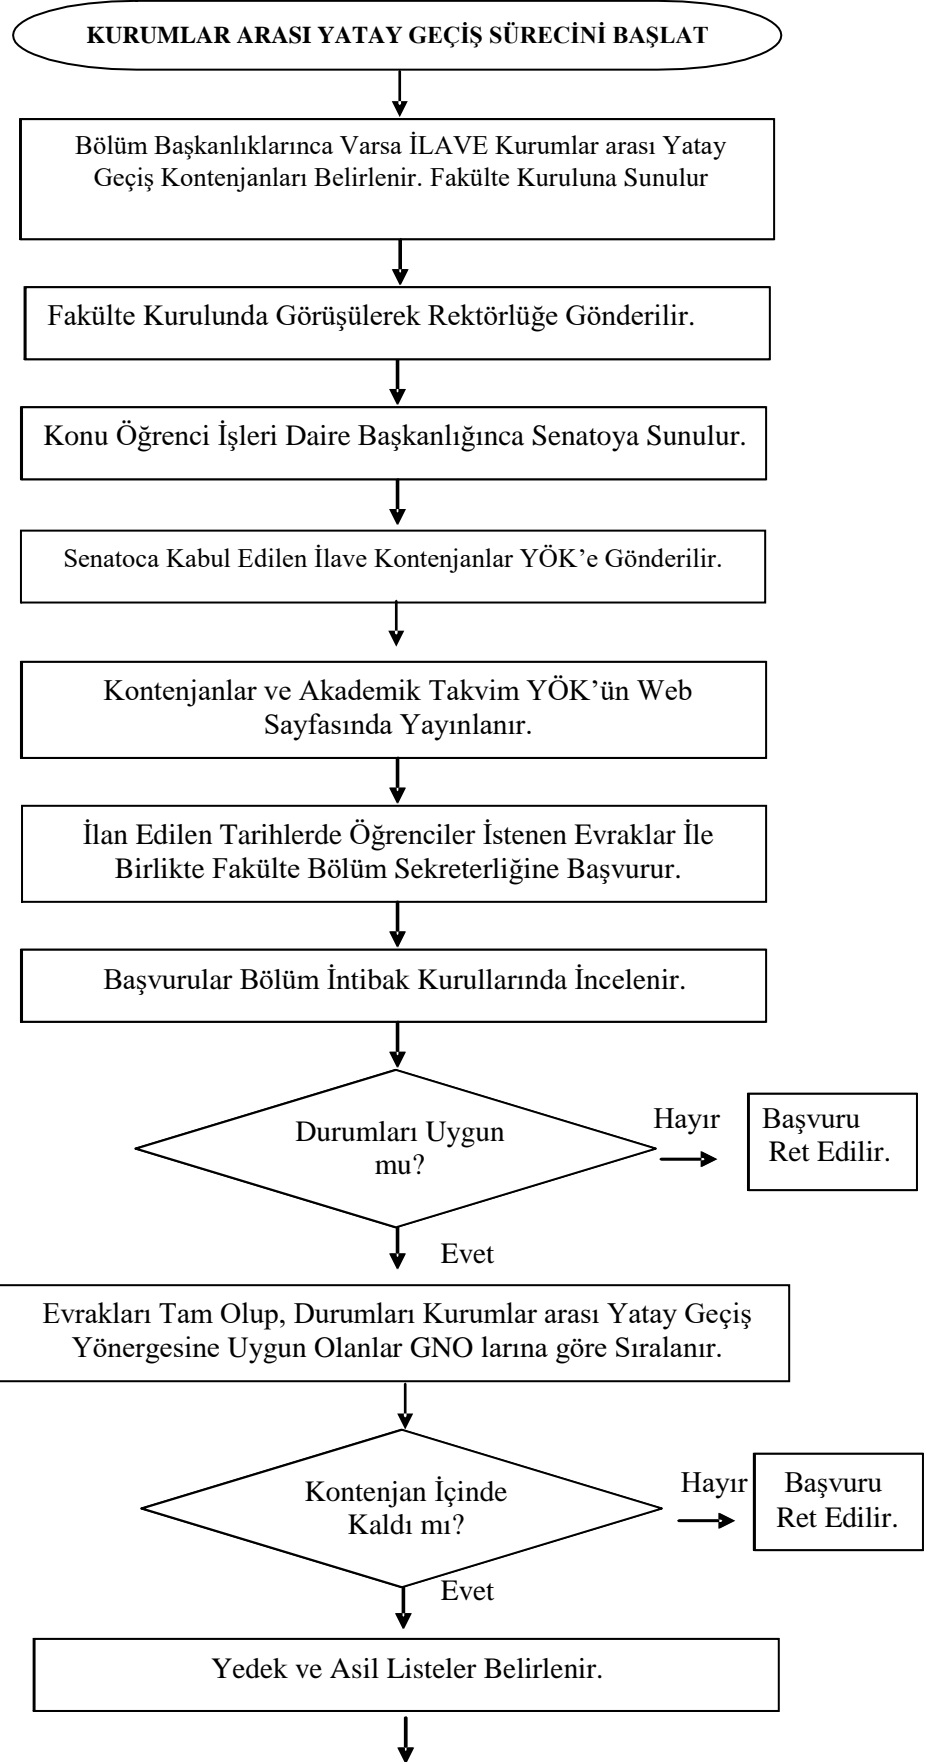 KURUMLAR ARASI YATAY GEÇİŞ SÜRECİNİ BAŞLAT
Bölüm Başkanlıklarınca Varsa İLAVE Kurumlar arası Yatay
Geçiş Kontenjanları Belirlenir. Fakülte Kuruluna Sunulur
Fakülte Kurulunda Görüşülerek Rektörlüğe Gönderilir.
Konu Öğrenci İşleri Daire Başkanlığınca Senatoya Sunulur.
Senatoca Kabul Edilen İlave Kontenjanlar YÖK’e Gönderilir.
Kontenjanlar ve Akademik Takvim YÖK’ün Web
Sayfasında Yayınlanır.
İlan Edilen Tarihlerde Öğrenciler İstenen Evraklar İle
Birlikte Fakülte Bölüm Sekreterliğine Başvurur.
Başvurular Bölüm İntibak Kurullarında İncelenir.
Durumları Uygun
mu?
Hayır
Başvuru
Ret Edilir.
Evet
Evrakları Tam Olup, Durumları Kurumlar arası Yatay Geçiş
Yönergesine Uygun Olanlar GNO larına göre Sıralanır.
Kontenjan İçinde
Kaldı mı?
Hayır
Başvuru
Ret Edilir.
Evet
Yedek ve Asil Listeler Belirlenir.